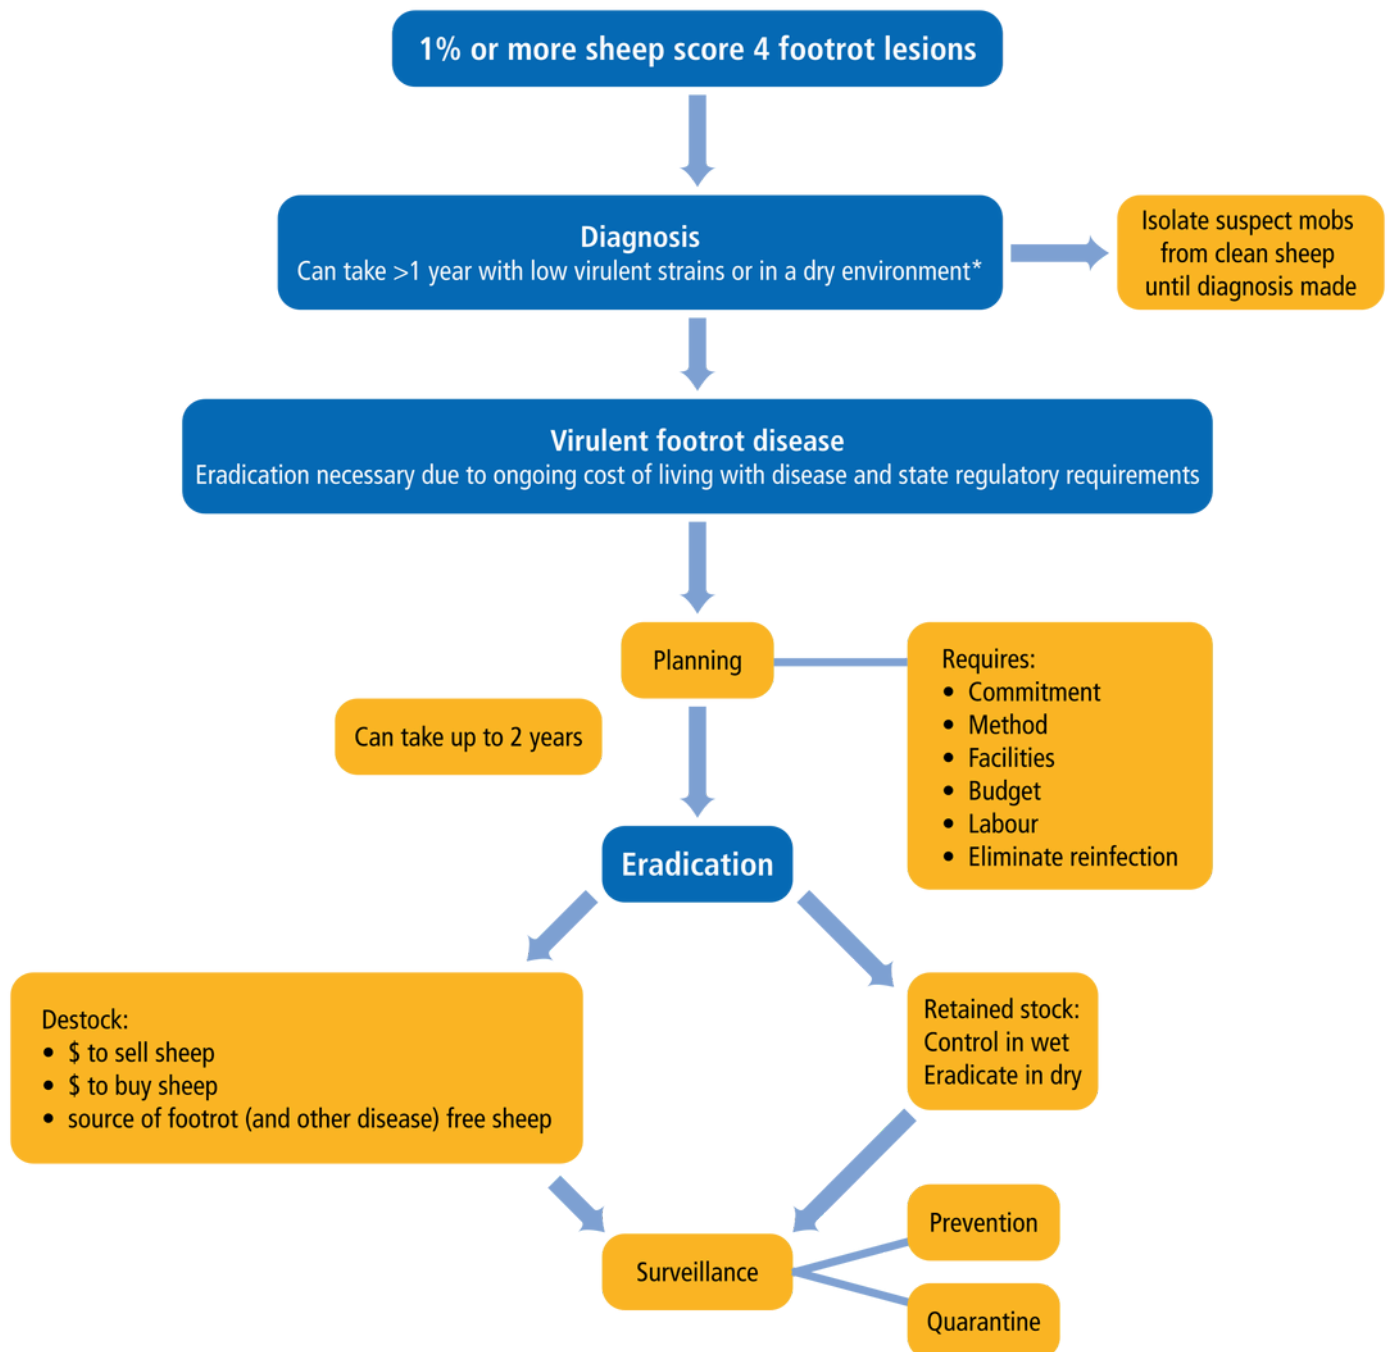 1% or more sheep score 4 footrot lesions
Diagnosis
Can take >1 year with low virulent strains or in a dry environment*
Isolate suspect mobs
from clean sheep
until diagnosis made
Virulent footrot disease
Eradication necessary due to ongoing cost of living with disease and state regulatory requirements
Planning
Requires:
• Commitment
• Method
• Facilities
• Budget
• Labour
• Eliminate reinfection
Can take up to 2 years
Eradication
Destock:
• $ to sell sheep
• $ to buy sheep
• source of footrot (and other disease) free sheep
Retained stock:
Control in wet
Eradicate in dry
Surveillance
Prevention
Quarantine